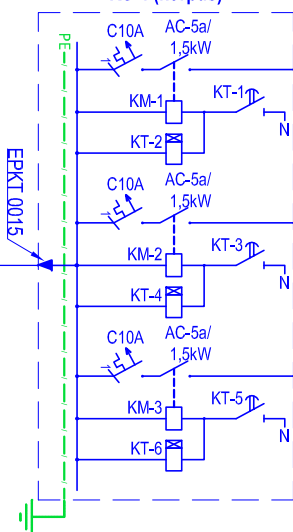 PE
C10A
AC-5a/
1,5kW
KM-1
KT-1
N
KT-2
C10A
AC-5a/
1,5kW
EPKT 0015
KM-2
KT-3
N
KT-4
C10A
AC-5a/
1,5kW
KM-3
KT-5
N
KT-6